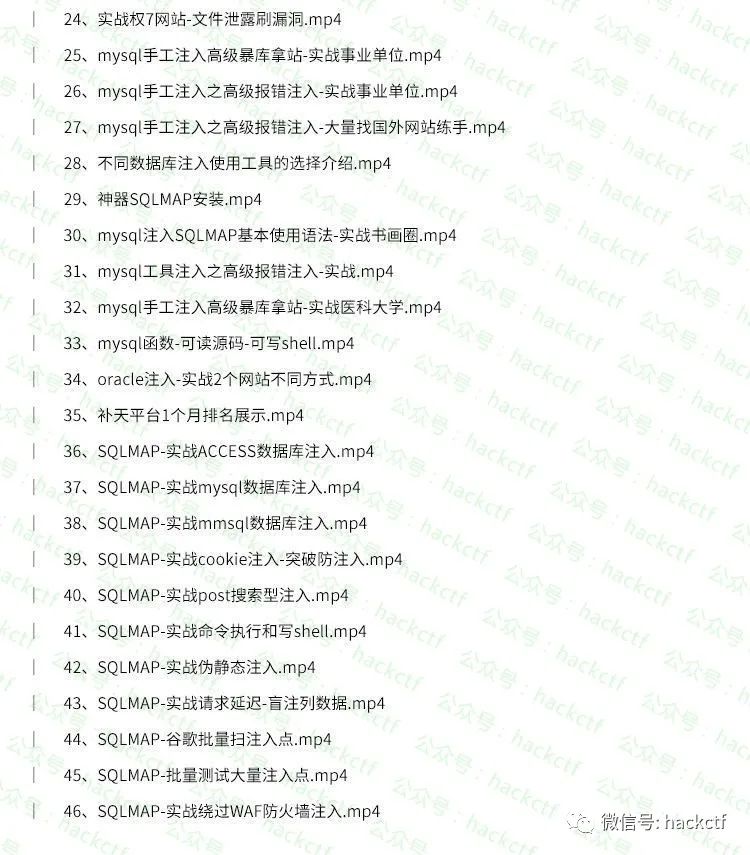 24、实战权7网站-文件泄露刷漏洞.mp4
25、mysql手工注入高级暴库拿站-实战事业单位.mp4
26、mysql手工注入之高级报错注入-实战事业单位.mp4
27、mysql手工注入之高级报错注入-大量找国外网站练手.mp4
28、不同数据库注入使用工具的选择介绍.mp4
29、神器SQLMAP安装.mp4
30、mysql注入SQLMAP基本使用语法-实战书画圈.mp4
31、mysql工具注入之高级报错注入-实战.mp4
32、mysql手工注入高级暴库拿站-实战医科大学.mp4
33、mysql函数-可读源码-可写shell.mp4
34、oracle注入-实战2个网站不同方式.mp4
35、补天平台1个月排名展示.mp4
36、SQLMAP-实战ACCESS数据库注入.mp4
37、SQLMAP-实战mysql数据库注入.mp4
38、SQLMAP-实战mmsql数据库注入.mp4
39、SQLMAP-实战cookie注入-突破防注入.mp4
40、SQLMAP-实战post搜索型注入.mp4
41、SQLMAP-实战命令执行和写shell.mp4
42、SQLMAP-实战伪静态注入.mp4
43、SQLMAP-实战请求延迟-盲注列数据.mp4
44、SQLMAP-谷歌批量扫注入点.mp4
45、SQLMAP-批量测试大量注入点.mp4
46、SQLMAP-实战绕过WAF防火墙注入.mp4
微信号: hackctf
公众号：hackctf